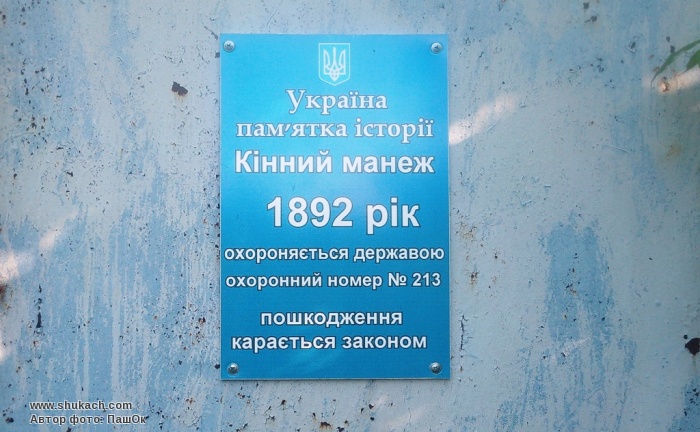 Україна
пам'ятка історії
Кінний манеж
1892 рік
охороняється державою
охоронний номер № 213
пошкодження
карається законом
www.shukach.com
Автор фото: ПашОк